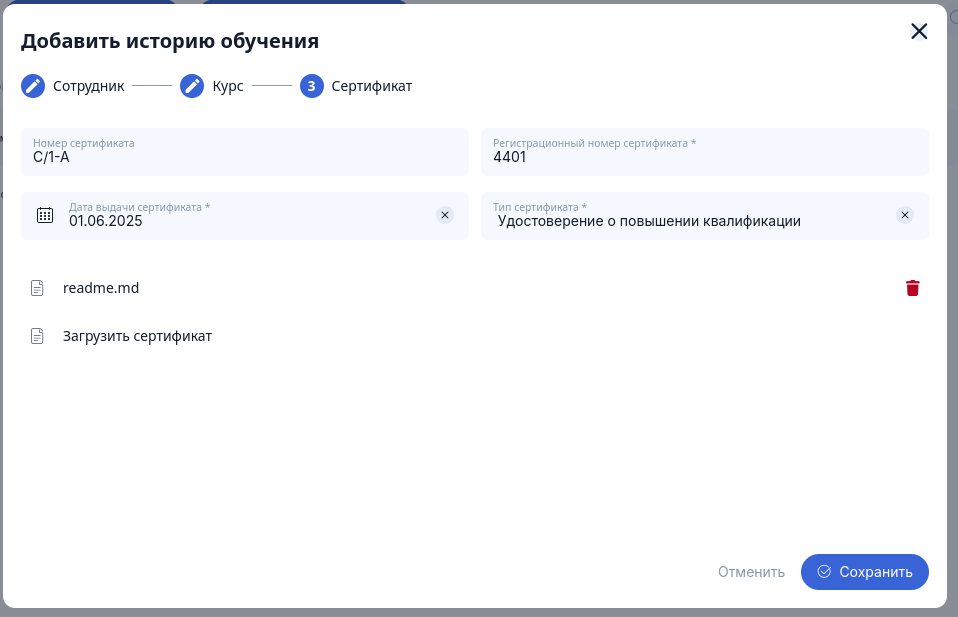 Добавить историю обучения
Сотрудник Курс 3 Сертификат
Номер сертификата
С/1-А
Регистрационный номер сертификата *
4401
Дата выдачи сертификата *
01.06.2025
Тип сертификата *
Удостоверение о повышении квалификации
readme.md
Загрузить сертификат
Отменить Сохранить